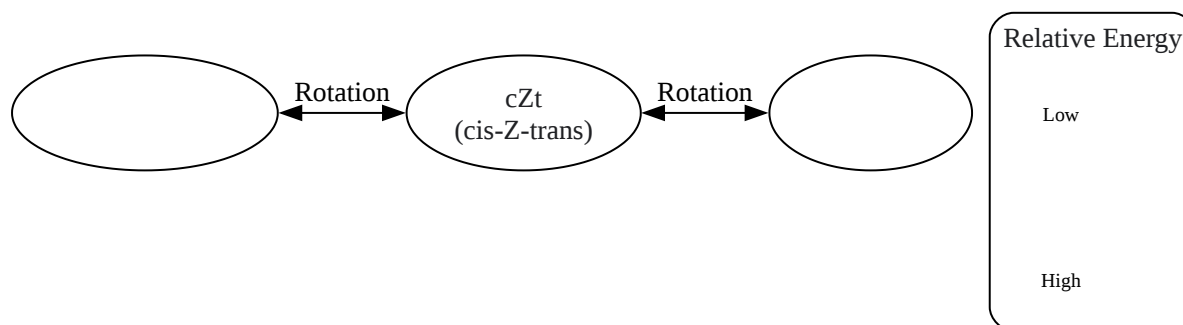 Relative Energy
Rotation
cZt
(cis-Z-trans)
Rotation
Low
High